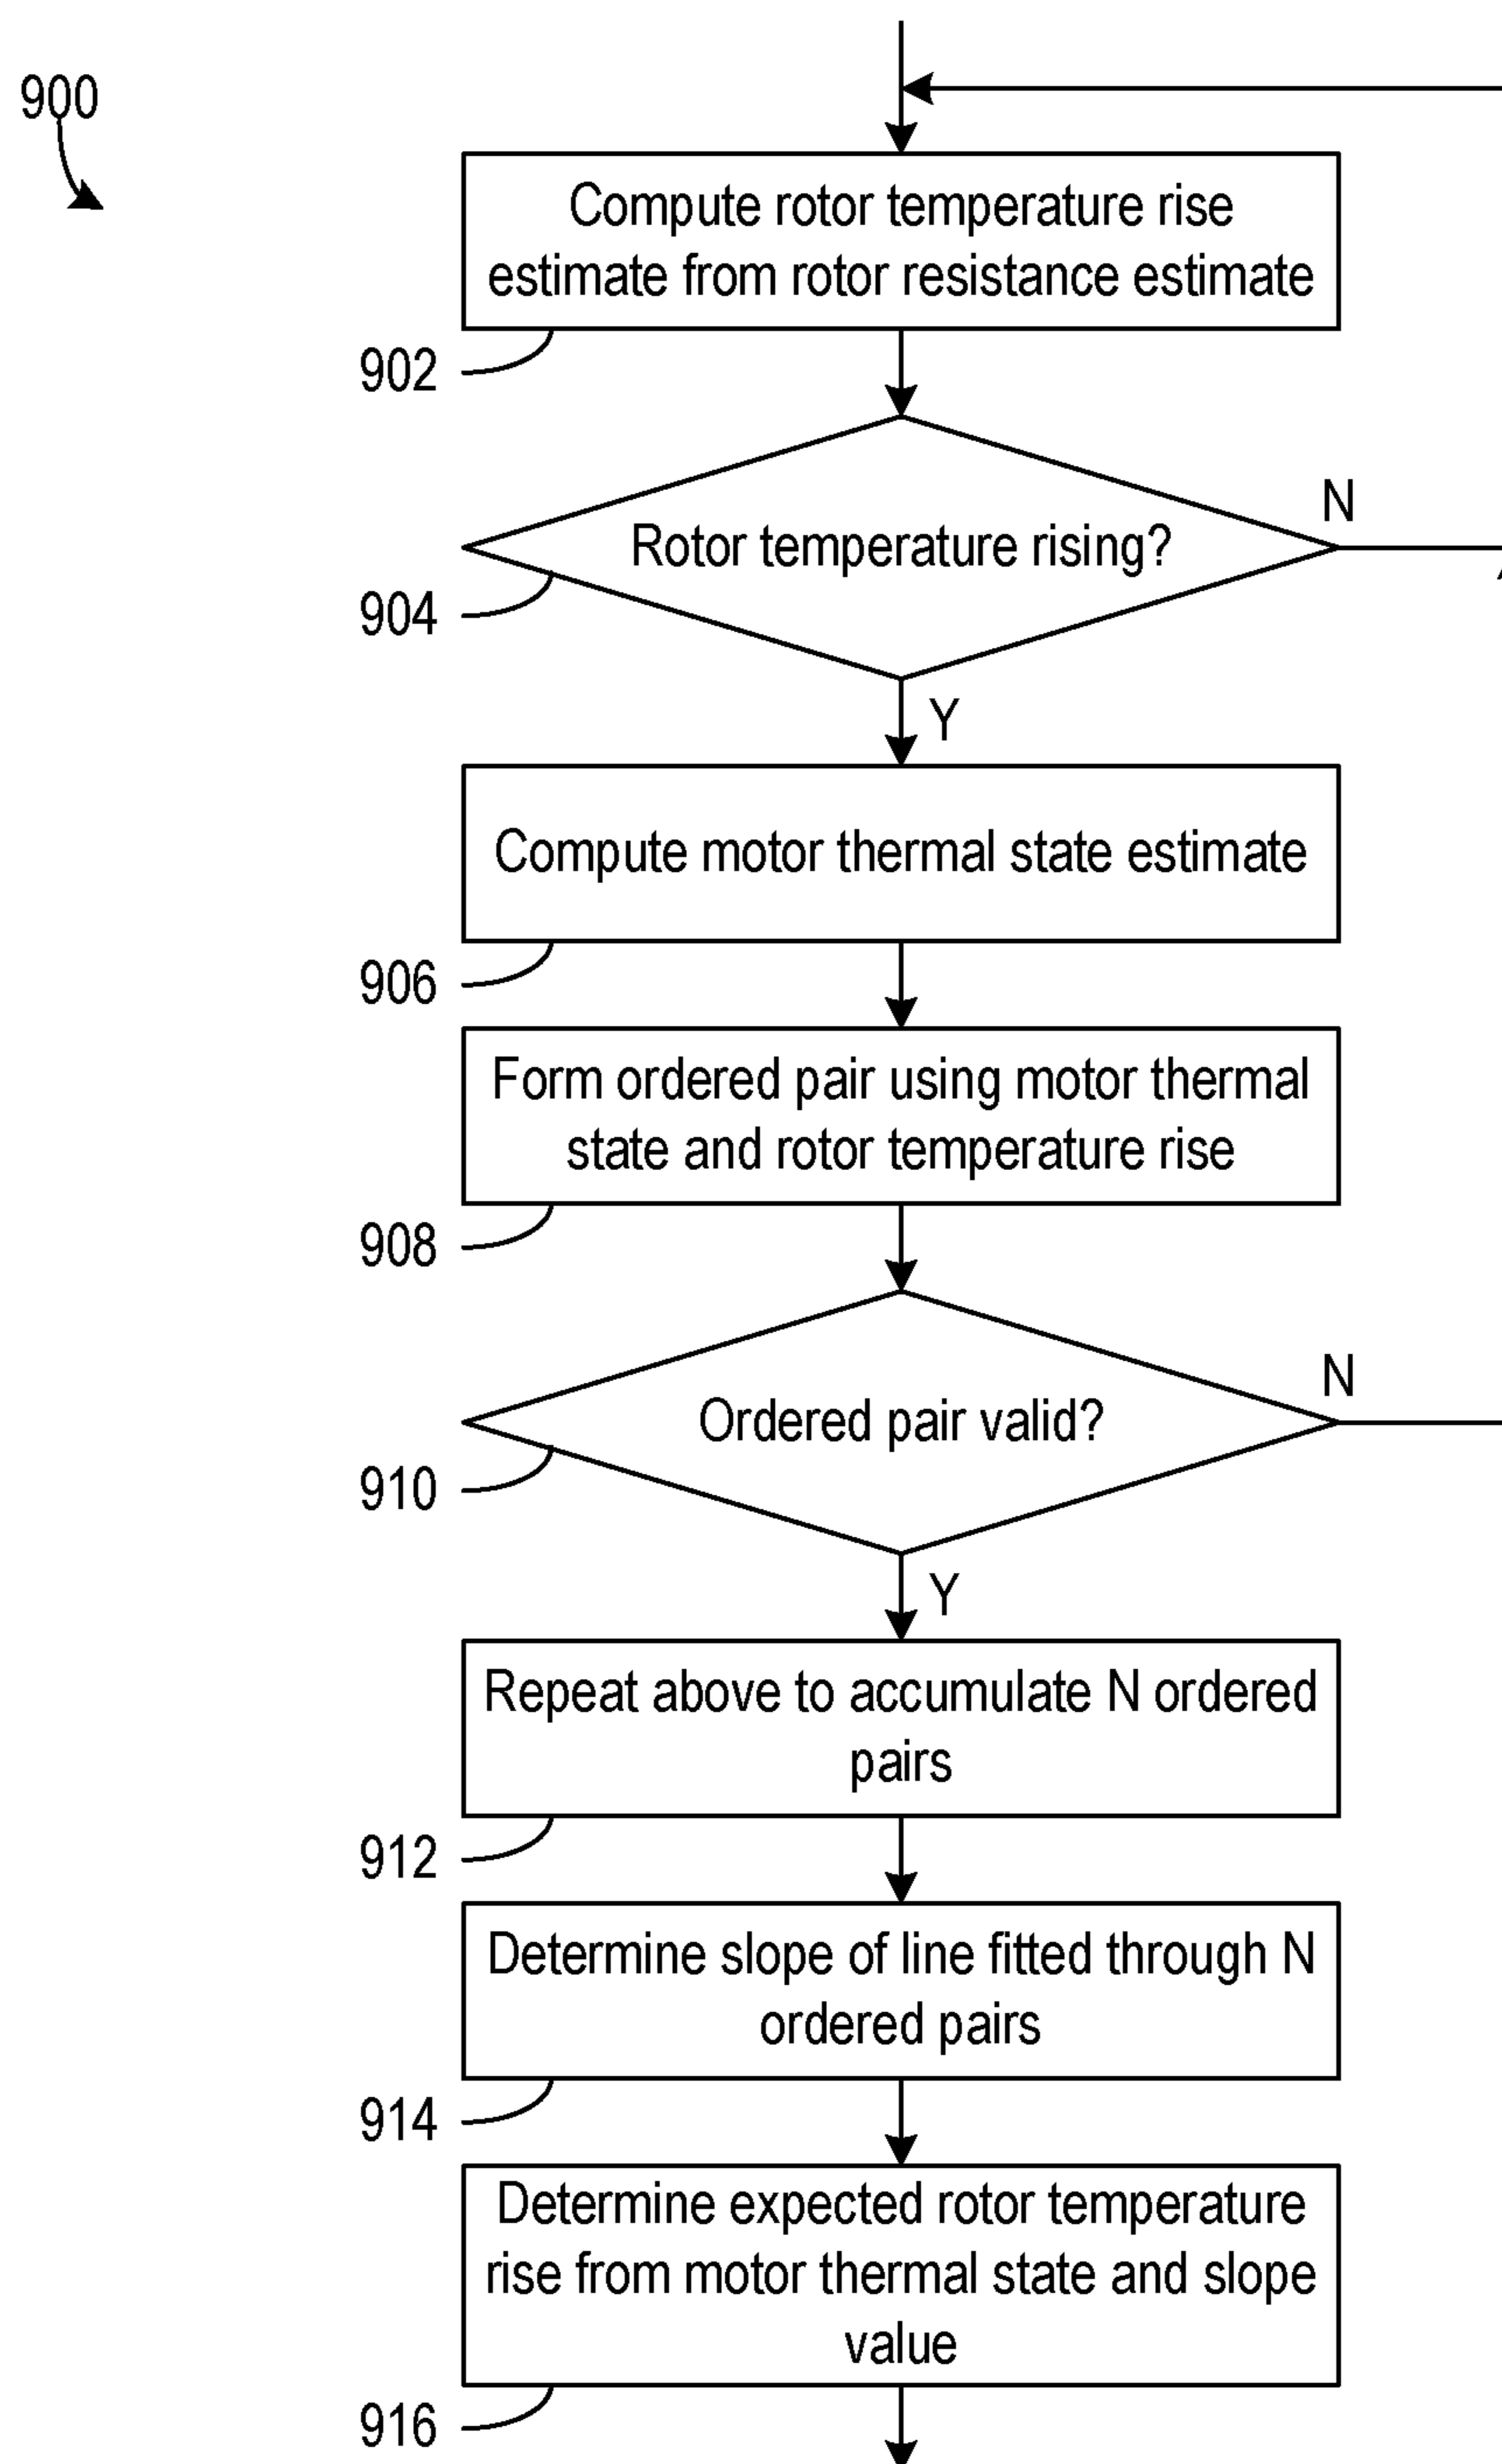 900
Compute rotor temperature rise
estimate from rotor resistance estimate
902
N
Rotor temperature rising?
904
Y
Compute motor thermal state estimate
906
Form ordered pair using motor thermal
state and rotor temperature rise
908
N
Ordered pair valid?
910
Y
Repeat above to accumulate N ordered
pairs
912
Determine slope of line fitted through N
ordered pairs
914
Determine expected rotor temperature
rise from motor thermal state and slope
value
916